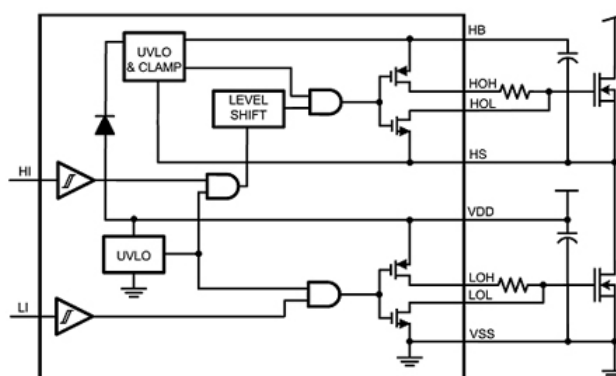 HB
UVLO
& CLAMP
HOH
LEVEL
SHIFT
HOL
HI
HS
VDD
UVLO
LOH
LOL
LI
VSS